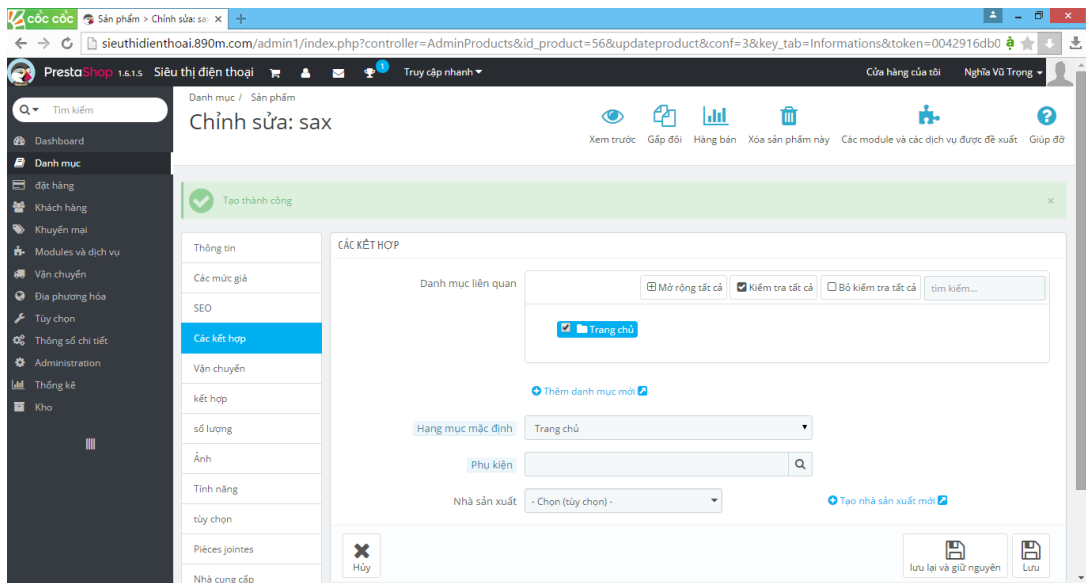 cốc cốc
Sản phẩm > Chỉnh sửa: sa
sieuthidienthoai.890m.com/admin1/index.php?controller=AdminProducts&id_product=56&updateproduct&conf=3&key_tab=Informations&token=0042916db0
PrestaShop 1.6.1.5 Siêu thị điện thoại 1 Truy cập nhanh Cửa hàng của tôi Nghĩa Vũ Trọng
Tìm kiếm
Dashboard
Danh mục
đặt hàng
Khách hàng
Khuyến mại
Modules và dịch vụ
Vận chuyển
Địa phương hóa
Tùy chọn
Thông số chi tiết
Administration
Thống kê
Kho
Danh mục / Sản phẩm
Chỉnh sửa: sax
Xem trước Gấp đôi Hàng bán Xóa sản phẩm này Các module và các dịch vụ được đề xuất Giúp đỡ
Tạo thành công
Thông tin
Các mức giá
SEO
Các kết hợp
Vận chuyển
kết hợp
số lượng
Ảnh
Tính năng
tùy chọn
Pièces jointes
Nhà cung cấp
CÁC KẾT HỢP
Danh mục liên quan
Mở rộng tất cả Kiểm tra tất cả Bỏ kiểm tra tất cả tìm kiếm...
Trang chủ
Thêm danh mục mới
Hạng mục mặc định Trang chủ
Phụ kiện
Nhà sản xuất - Chọn (tùy chọn) - Tạo nhà sản xuất mới
Hủy lưu lại và giữ nguyên Lưu